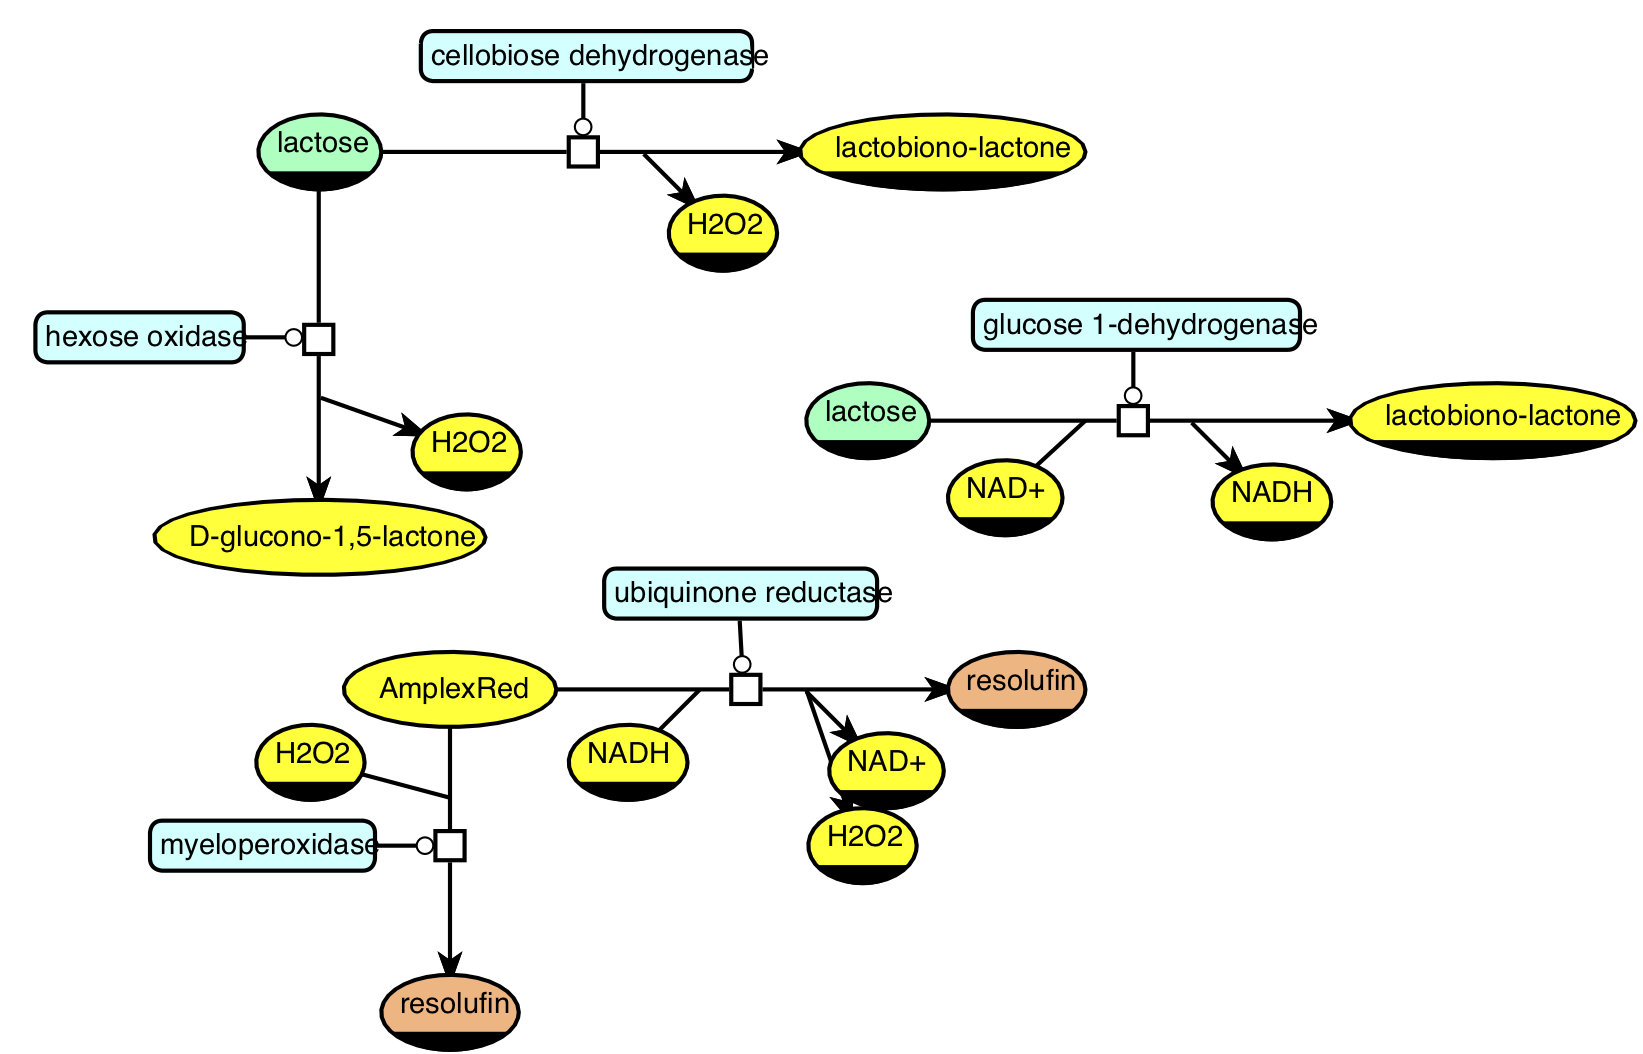 cellobiose dehydrogenase
lactose
lactobiono-lactone
H2O2
hexose oxidase
glucose 1-dehydrogenase
lactose
lactobiono-lactone
H2O2
NAD+
NADH
D-glucono-1,5-lactone
ubiquinone reductase
AmplexRed
resolufin
H2O2
NADH
NAD+
H2O2
myeloperoxidase
resolufin